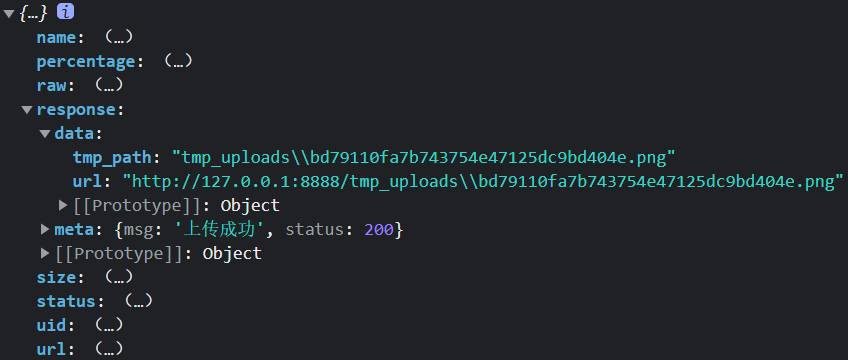 {…} i
name: (…)
percentage: (…)
raw: (…)
response:
data:
tmp_path: "tmp_uploads\\bd79110fa7b743754e47125dc9bd404e.png"
url: "http://127.0.0.1:8888/tmp_uploads\\bd79110fa7b743754e47125dc9bd404e.png"
[[Prototype]]: Object
meta: {msg: '上传成功', status: 200}
[[Prototype]]: Object
size: (…)
status: (…)
uid: (…)
url: (…)